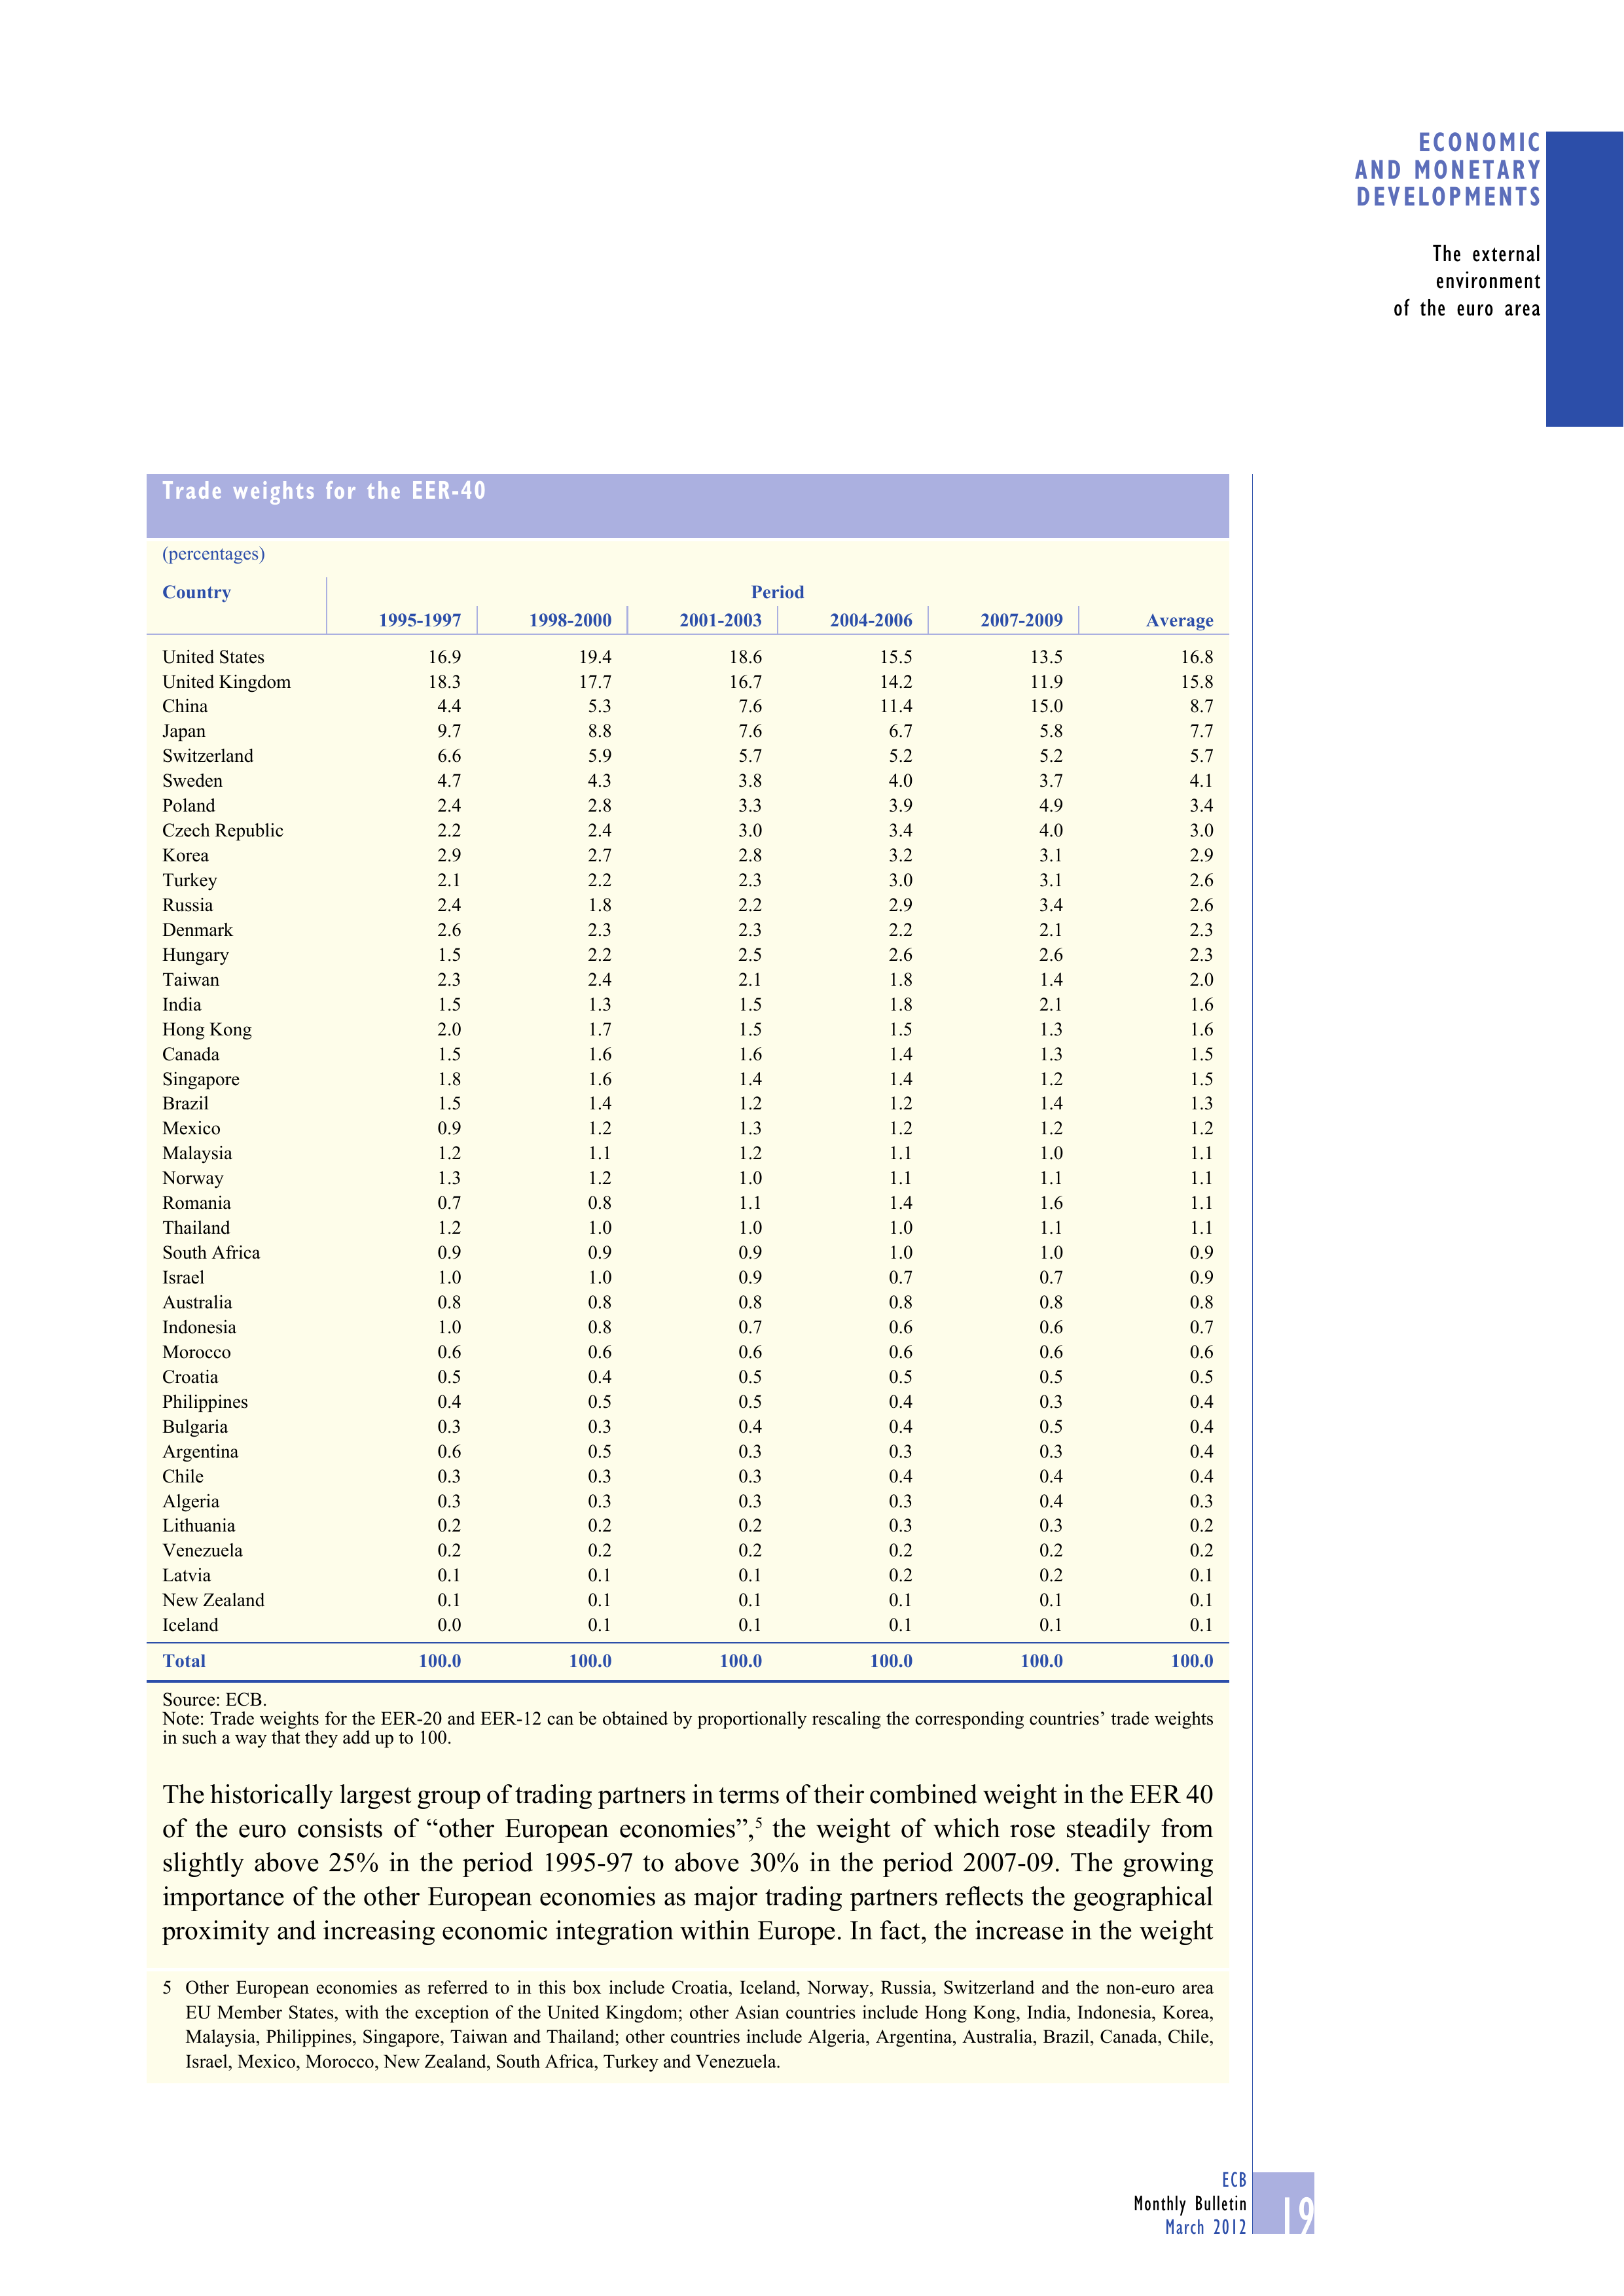 ECONOMIC
AND MONETARY
DEVELOPMENTS
The external
environment
of the euro area
Trade weights for the EER-40
(percentages)
Country Period
1995-1997 1998-2000 2001-2003 2004-2006 2007-2009 Average
United States 16.9 19.4 18.6 15.5 13.5 16.8
United Kingdom 18.3 17.7 16.7 14.2 11.9 15.8
China 4.4 5.3 7.6 11.4 15.0 8.7
Japan 9.7 8.8 7.6 6.7 5.8 7.7
Switzerland 6.6 5.9 5.7 5.2 5.2 5.7
Sweden 4.7 4.3 3.8 4.0 3.7 4.1
Poland 2.4 2.8 3.3 3.9 4.9 3.4
Czech Republic 2.2 2.4 3.0 3.4 4.0 3.0
Korea 2.9 2.7 2.8 3.2 3.1 2.9
Turkey 2.1 2.2 2.3 3.0 3.1 2.6
Russia 2.4 1.8 2.2 2.9 3.4 2.6
Denmark 2.6 2.3 2.3 2.2 2.1 2.3
Hungary 1.5 2.2 2.5 2.6 2.6 2.3
Taiwan 2.3 2.4 2.1 1.8 1.4 2.0
India 1.5 1.3 1.5 1.8 2.1 1.6
Hong Kong 2.0 1.7 1.5 1.5 1.3 1.6
Canada 1.5 1.6 1.6 1.4 1.3 1.5
Singapore 1.8 1.6 1.4 1.4 1.2 1.5
Brazil 1.5 1.4 1.2 1.2 1.4 1.3
Mexico 0.9 1.2 1.3 1.2 1.2 1.2
Malaysia 1.2 1.1 1.2 1.1 1.0 1.1
Norway 1.3 1.2 1.0 1.1 1.1 1.1
Romania 0.7 0.8 1.1 1.4 1.6 1.1
Thailand 1.2 1.0 1.0 1.0 1.1 1.1
South Africa 0.9 0.9 0.9 1.0 1.0 0.9
Israel 1.0 1.0 0.9 0.7 0.7 0.9
Australia 0.8 0.8 0.8 0.8 0.8 0.8
Indonesia 1.0 0.8 0.7 0.6 0.6 0.7
Morocco 0.6 0.6 0.6 0.6 0.6 0.6
Croatia 0.5 0.4 0.5 0.5 0.5 0.5
Philippines 0.4 0.5 0.5 0.4 0.3 0.4
Bulgaria 0.3 0.3 0.4 0.4 0.5 0.4
Argentina 0.6 0.5 0.3 0.3 0.3 0.4
Chile 0.3 0.3 0.3 0.4 0.4 0.4
Algeria 0.3 0.3 0.3 0.3 0.4 0.3
Lithuania 0.2 0.2 0.2 0.3 0.3 0.2
Venezuela 0.2 0.2 0.2 0.2 0.2 0.2
Latvia 0.1 0.1 0.1 0.2 0.2 0.1
New Zealand 0.1 0.1 0.1 0.1 0.1 0.1
Iceland 0.0 0.1 0.1 0.1 0.1 0.1
Total 100.0 100.0 100.0 100.0 100.0 100.0
Source: ECB.
Note: Trade weights for the EER-20 and EER-12 can be obtained by proportionally rescaling the corresponding countries’ trade weights
in such a way that they add up to 100.
The historically largest group of trading partners in terms of their combined weight in the EER 40
of the euro consists of “other European economies”,5 the weight of which rose steadily from
slightly above 25% in the period 1995-97 to above 30% in the period 2007-09. The growing
importance of the other European economies as major trading partners reflects the geographical
proximity and increasing economic integration within Europe. In fact, the increase in the weight
5 Other European economies as referred to in this box include Croatia, Iceland, Norway, Russia, Switzerland and the non-euro area
EU Member States, with the exception of the United Kingdom; other Asian countries include Hong Kong, India, Indonesia, Korea,
Malaysia, Philippines, Singapore, Taiwan and Thailand; other countries include Algeria, Argentina, Australia, Brazil, Canada, Chile,
Israel, Mexico, Morocco, New Zealand, South Africa, Turkey and Venezuela.
ECB
Monthly Bulletin
March 2012
19